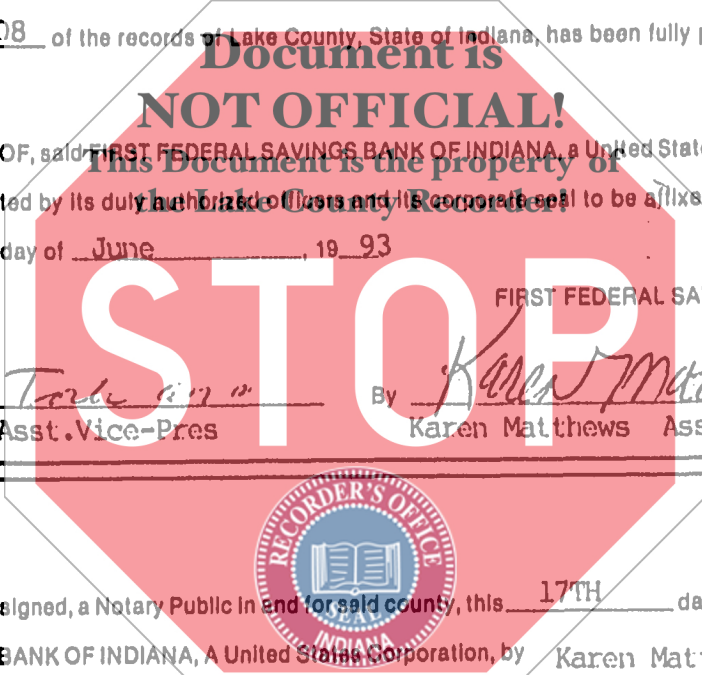 08 of the records of Lake County, State of Indiana, has been fully p
Document is
NOT OFFICIAL!
OF, said FIRST FEDERAL SAVINGS BANK OF INDIANA, a United State
This Document is the property of
ted by its duly authorized officers and its corporate seal to be affixe
the Lake County Recorder!
day of June, 19 93
STOP
FIRST FEDERAL SA
By Karen Mat
Asst.Vice-Pres Karen Matthews Ass
RECORDER'S OFFICE
SEAL
INDIANA
signed, a Notary Public in and for said county, this 17TH da
BANK OF INDIANA, A United States Corporation, by Karen Mat